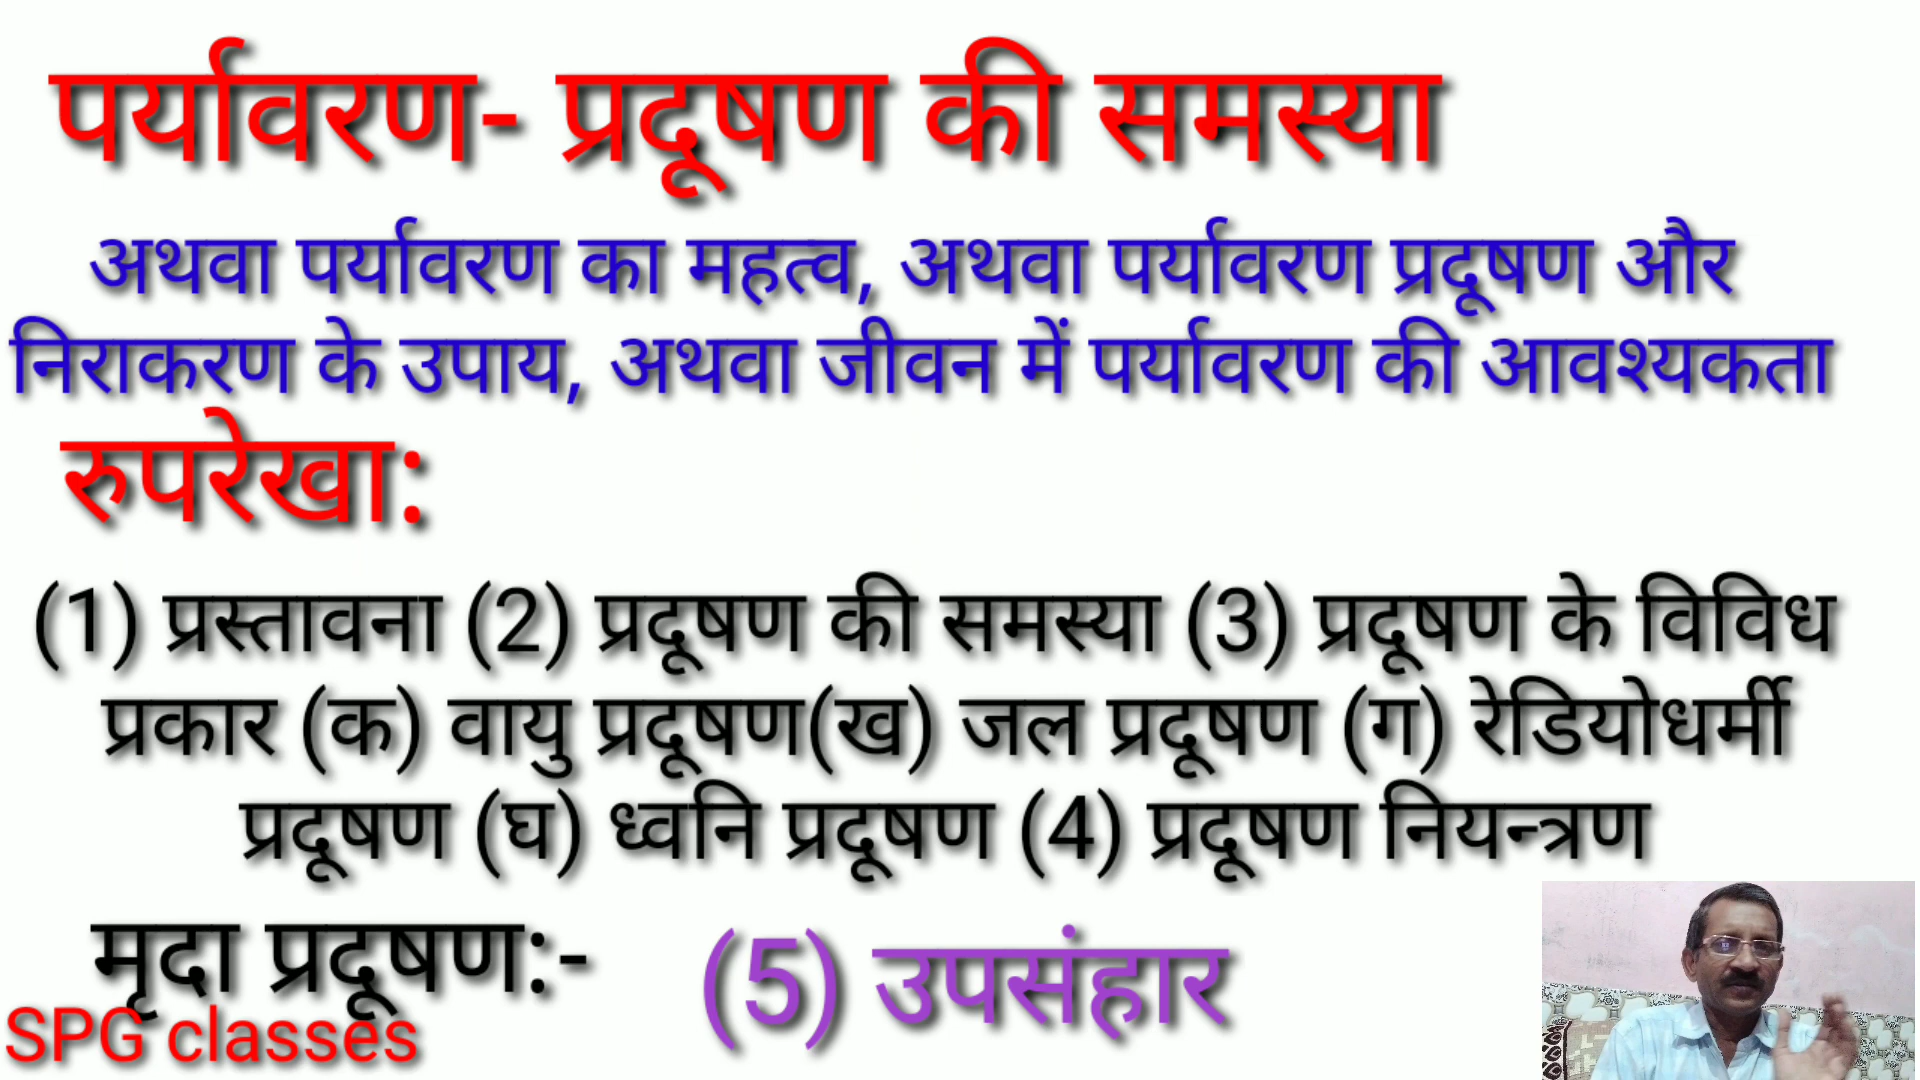 पर्यावरण- प्रदूषण की समस्या
अथवा पर्यावरण का महत्व, अथवा पर्यावरण प्रदूषण और
निराकरण के उपाय, अथवा जीवन में पर्यावरण की आवश्यकता
रुपरेखा:
(1) प्रस्तावना (2) प्रदूषण की समस्या (3) प्रदूषण के विविध
प्रकार (क) वायु प्रदूषण(ख) जल प्रदूषण (ग) रेडियोधर्मी
प्रदूषण (घ) ध्वनि प्रदूषण (4) प्रदूषण नियन्त्रण
मृदा प्रदूषण:- (5) उपसंहार
SPG classes